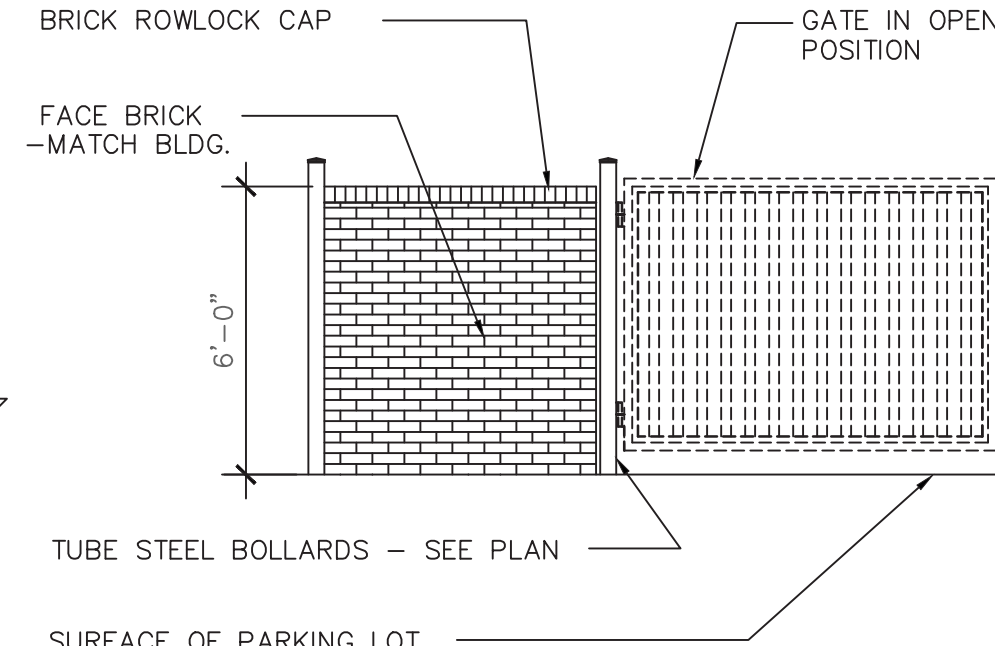 BRICK ROWLOCK CAP
GATE IN OPEN
POSITION
FACE BRICK
-MATCH BLDG.
6'-0"
TUBE STEEL BOLLARDS - SEE PLAN
SURFACE OF PARKING LOT